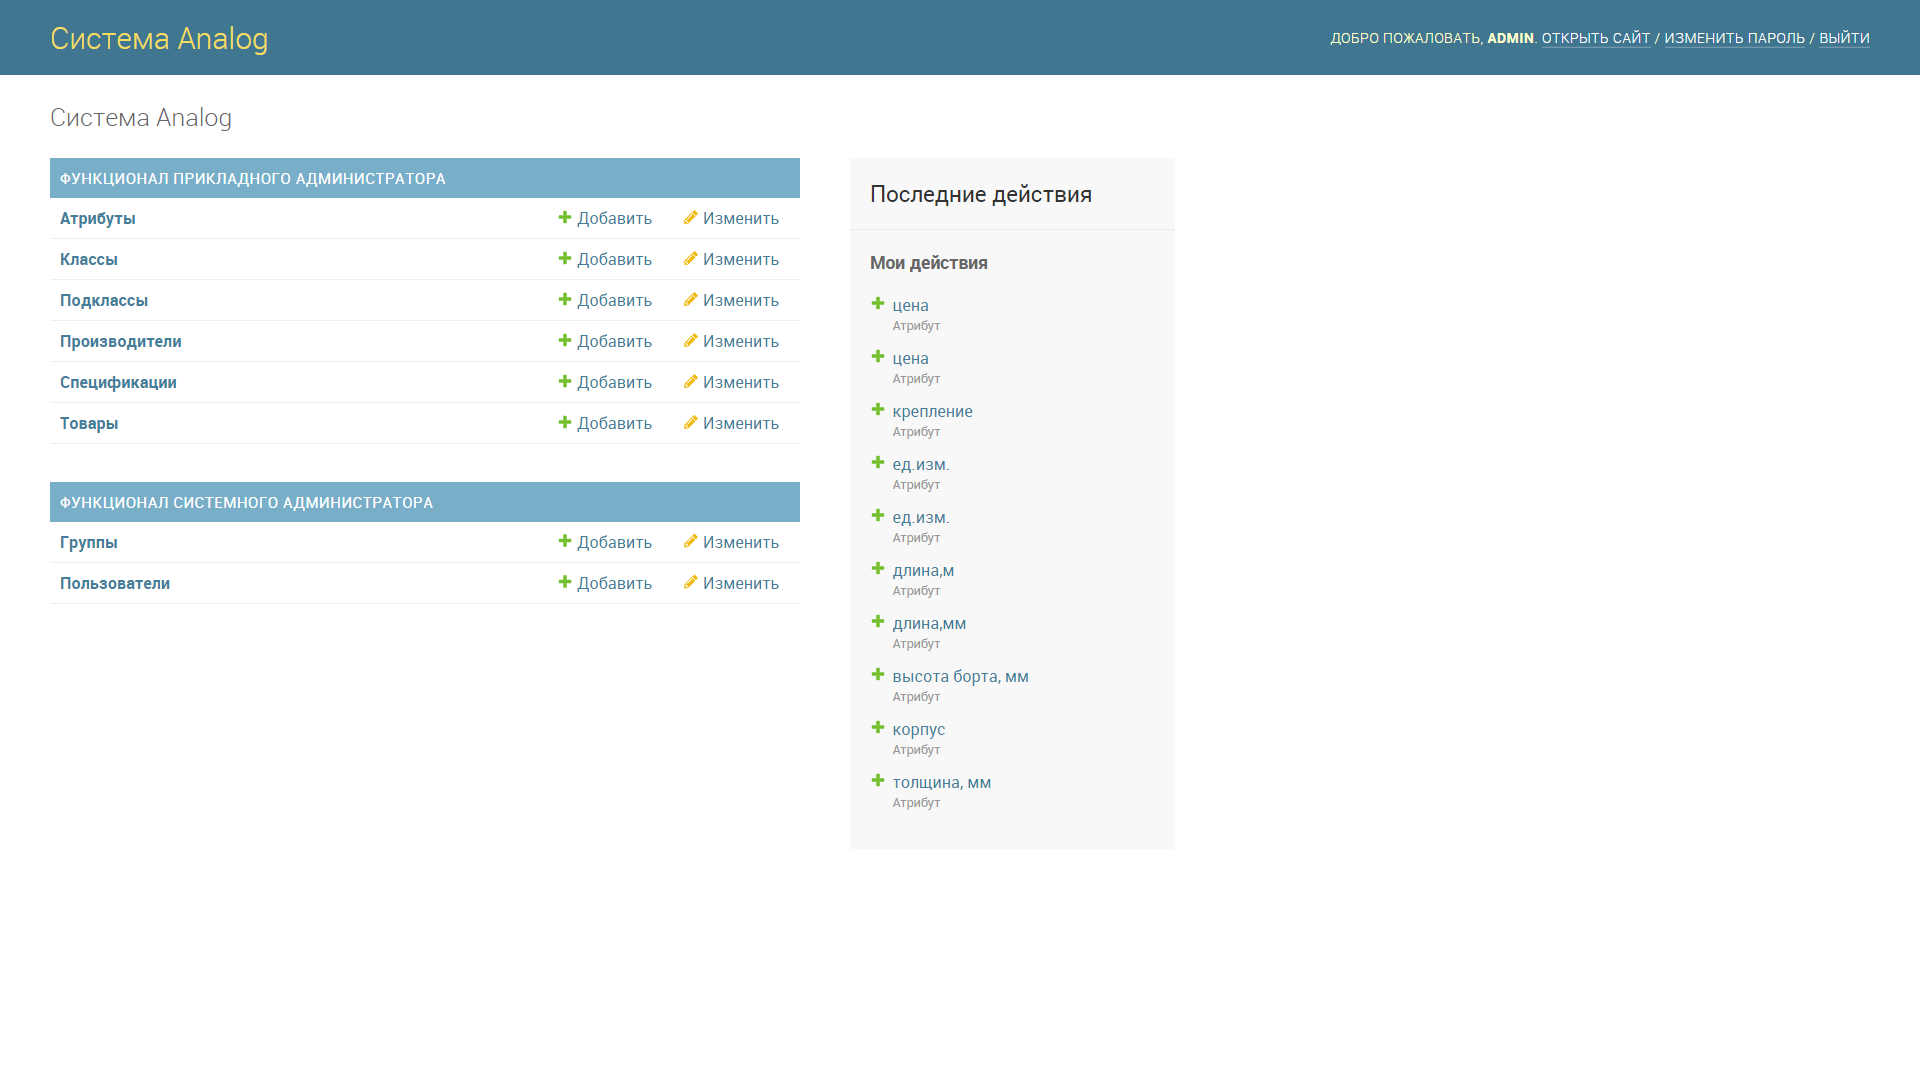 Система Analog
ДОБРО ПОЖАЛОВАТЬ, ADMIN. ОТКРЫТЬ САЙТ / ИЗМЕНИТЬ ПАРОЛЬ / ВЫЙТИ
Система Analog
ФУНКЦИОНАЛ ПРИКЛАДНОГО АДМИНИСТРАТОРА
Атрибуты Добавить Изменить
Классы Добавить Изменить
Подклассы Добавить Изменить
Производители Добавить Изменить
Спецификации Добавить Изменить
Товары Добавить Изменить
ФУНКЦИОНАЛ СИСТЕМНОГО АДМИНИСТРАТОРА
Группы Добавить Изменить
Пользователи Добавить Изменить
Последние действия
Мои действия
цена
Атрибут
цена
Атрибут
крепление
Атрибут
ед.изм.
Атрибут
ед.изм.
Атрибут
длина,м
Атрибут
длина,мм
Атрибут
высота борта, мм
Атрибут
корпус
Атрибут
толщина, мм
Атрибут